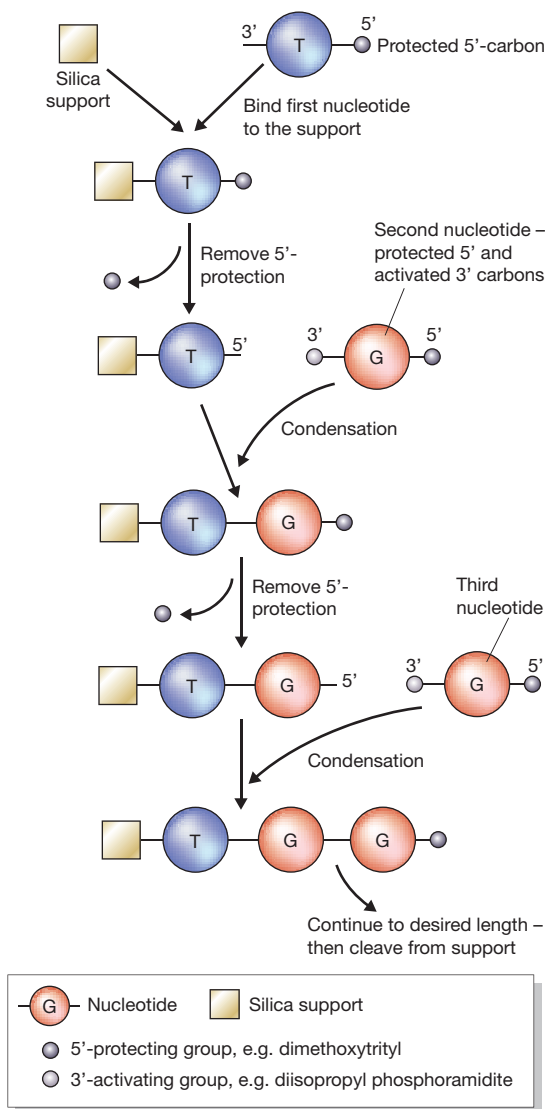 3’
T
5’
Protected 5’-carbon
Silica
support
Bind first nucleotide
to the support
T
Second nucleotide –
protected 5’ and
activated 3’ carbons
Remove 5’-
protection
T
5’
3’
G
5’
Condensation
T
G
Remove 5’-
protection
Third
nucleotide
T
G
5’
3’
G
5’
Condensation
T
G
G
Continue to desired length –
then cleave from support
G
Nucleotide
Silica support
5’-protecting group, e.g. dimethoxytrityl
3’-activating group, e.g. diisopropyl phosphoramidite